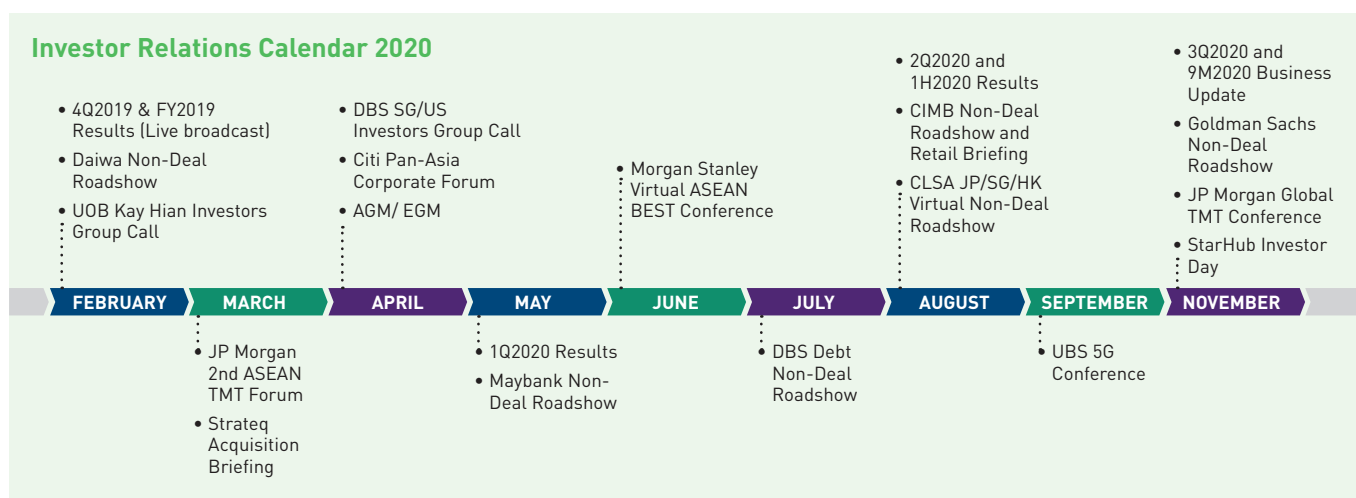 Investor Relations Calendar 2020
• 4Q2019 & FY2019
Results (Live broadcast)
• Daiwa Non-Deal
Roadshow
• UOB Kay Hian Investors
Group Call
• DBS SG/US
Investors Group Call
• Citi Pan-Asia
Corporate Forum
• AGM/ EGM
• Morgan Stanley
Virtual ASEAN
BEST Conference
• 2Q2020 and
1H2020 Results
• CIMB Non-Deal
Roadshow and
Retail Briefing
• CLSA JP/SG/HK
Virtual Non-Deal
Roadshow
• 3Q2020 and
9M2020 Business
Update
• Goldman Sachs
Non-Deal
Roadshow
• JP Morgan Global
TMT Conference
• StarHub Investor
Day
FEBRUARY MARCH APRIL MAY JUNE JULY AUGUST SEPTEMBER NOVEMBER
• JP Morgan
2nd ASEAN
TMT Forum
• Strateq
Acquisition
Briefing
• 1Q2020 Results
• Maybank Non-
Deal Roadshow
• DBS Debt
Non-Deal
Roadshow
• UBS 5G
Conference